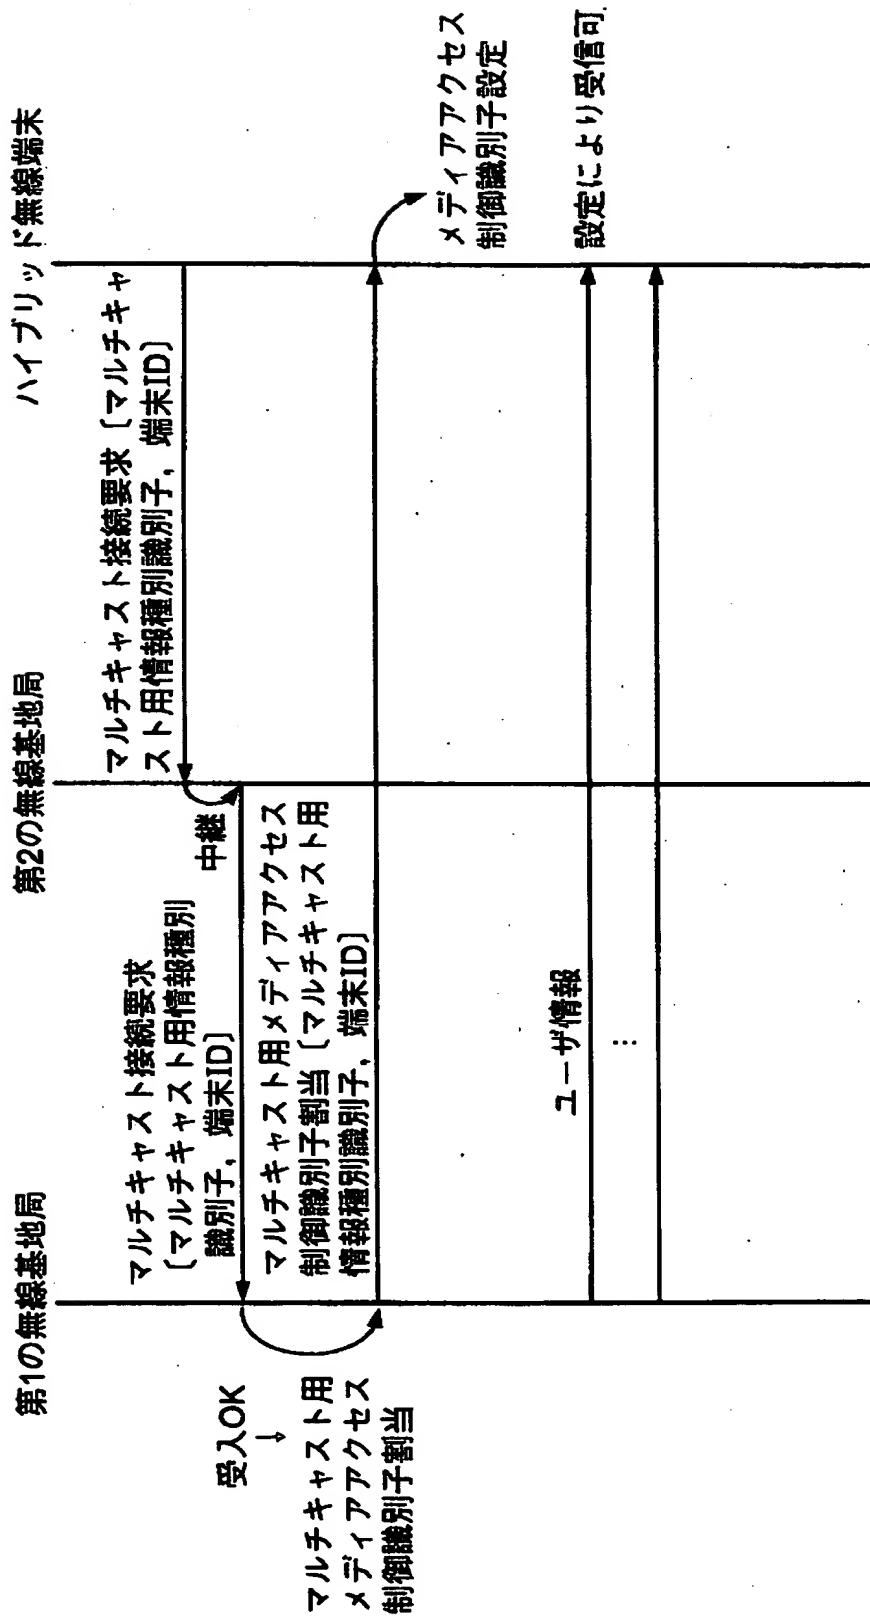 第1の無線基地局
第2の無線基地局
ハイブリッド無線端末
マルチキャスト接続要求〔マルチキャ
スト用情報種別識別子，端末ID〕
中継
マルチキャスト接続要求
〔マルチキャスト用情報種別
識別子，端末ID〕
受入OK
↓
マルチキャスト用
メディアアクセス
制御識別子割当
マルチキャスト用メディアアクセス
制御識別子割当〔マルチキャスト用
情報種別識別子，端末ID〕
メディアアクセス
制御識別子設定
ユーザ情報
…
設定により受信可